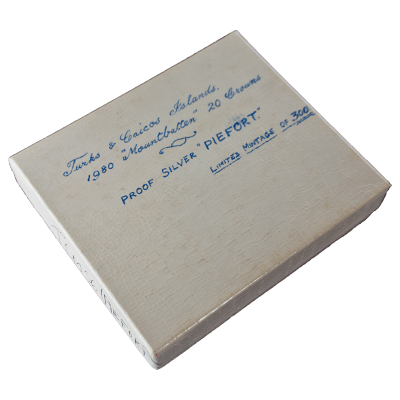 Turks & Caicos Islands.
1980 "Mountbatten" 20 Crowns
PROOF SILVER "PIEFORT."
LIMITED MINTAGE OF 300